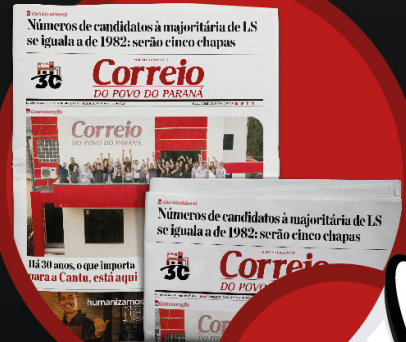 Números de candidatos à majoritária de LS
se iguala a de 1982: serão cinco chapas
30
Correio
DO POVO DO PARANÁ
Comemoração
Correio
DO POVO DO PARANÁ
Há 30 anos, o que importa
para a Cantu, está aqui
humanizamos
Números de candidatos à majoritária de LS
se iguala a de 1982: serão cinco chapas
30
Correio
DO POVO
Cor